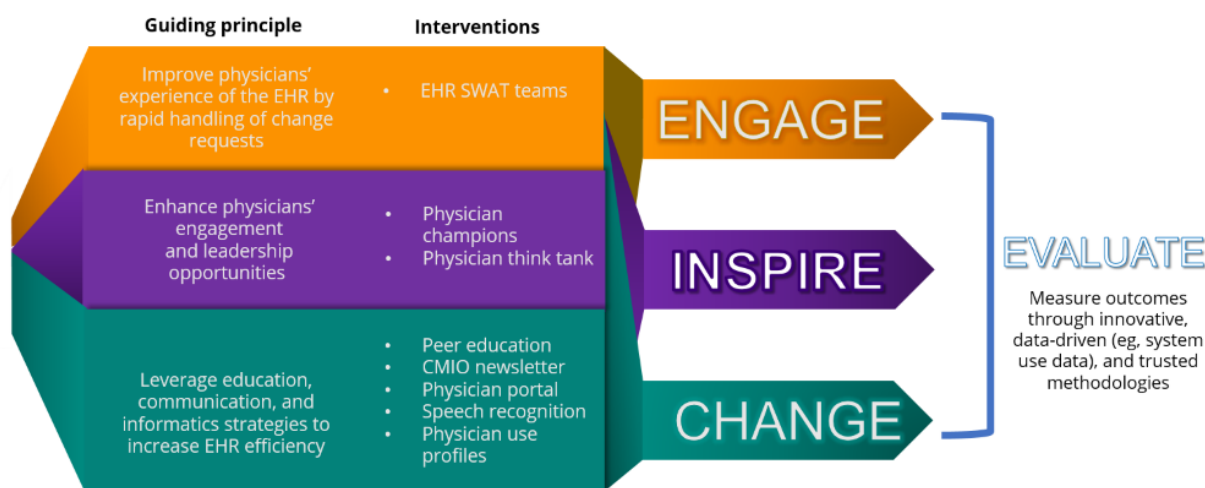 Guiding principle
Interventions
Improve physicians’
experience of the EHR by
rapid handling of change
requests
• EHR SWAT teams
ENGAGE
Enhance physicians’
engagement
and leadership
opportunities
• Physician
champions
• Physician think tank
INSPIRE
Leverage education,
communication, and
informatics strategies to
increase EHR efficiency
• Peer education
• CMIO newsletter
• Physician portal
• Speech recognition
• Physician use
profiles
CHANGE
EVALUATE
Measure outcomes
through innovative,
data-driven (eg, system
use data), and trusted
methodologies